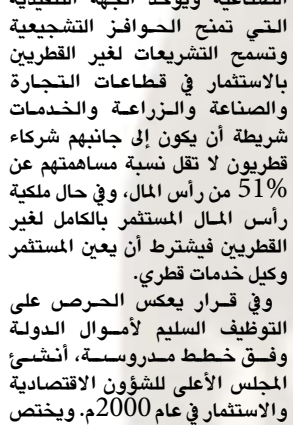 الصناعية ويوحد الجهة التنفيذية
التي تمنح الحوافز التشجيعية
وتسمح التشريعات لغير القطريين
بالاستثمار في قطاعات التجارة
والصناعة والزراعة والخدمات
شريطة أن يكون إلى جانبهم شركاء
قطريون لا تقل نسبة مساهمتهم عن
51% من رأس المال، وفي حال ملكية
رأس المال المستثمر بالكامل لغير
القطريين فيشترط أن يعين المستثمر
وكيل خدمات قطري.
وفي قرار يعكس الحرص على
التوظيف السليم لأموال الدولة
وفق خطط مدروسة، أنشئ
المجلس الأعلى للشؤون الاقتصادية
والاستثمار في عام 2000م. ويختص